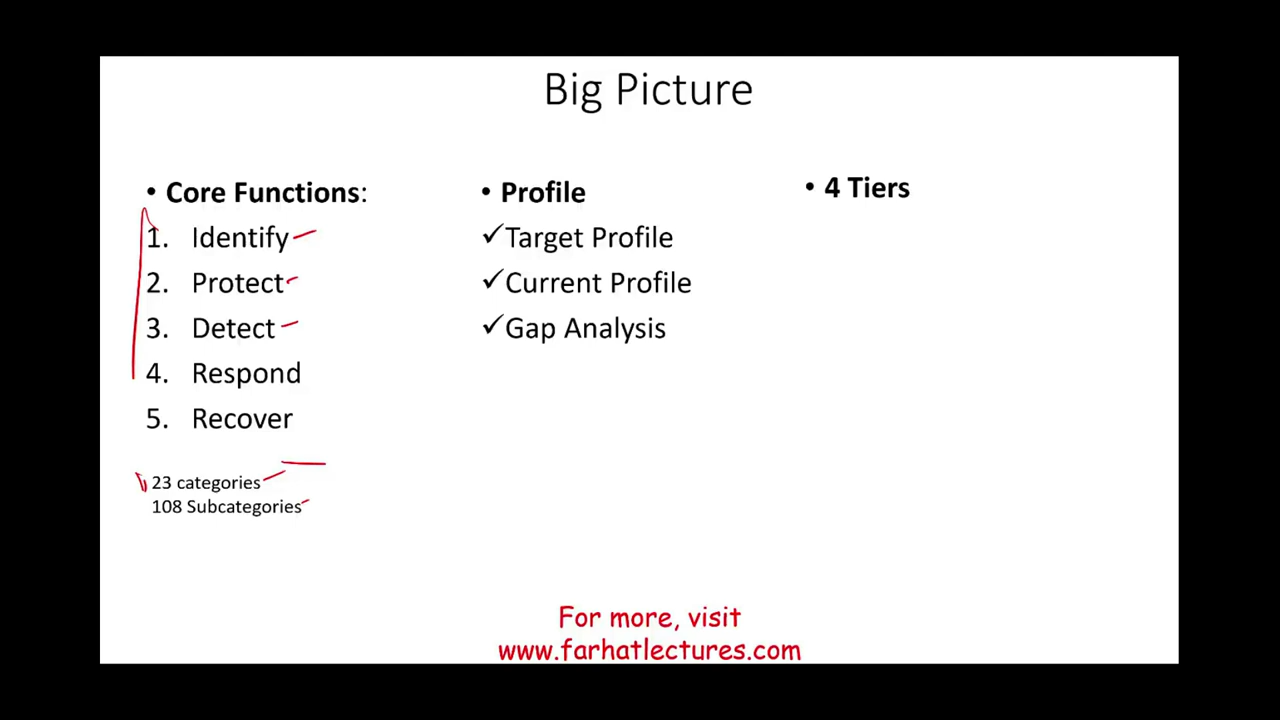 Big Picture
• Core Functions:
1. Identify
2. Protect
3. Detect
4. Respond
5. Recover
23 categories
108 Subcategories
• Profile
✓Target Profile
✓Current Profile
✓Gap Analysis
• 4 Tiers
For more, visit
www.farhatlectures.com